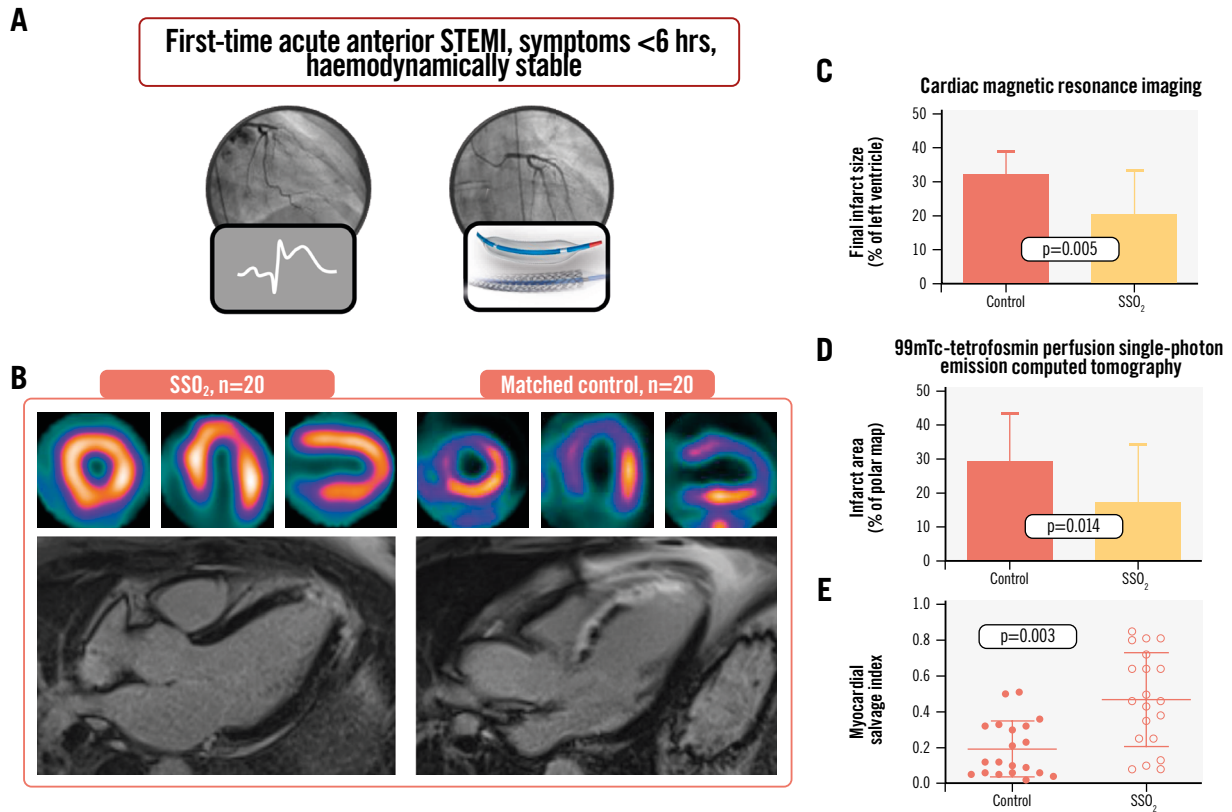 A
First-time acute anterior STEMI, symptoms <6 hrs,
haemodynamically stable
B
SSO₂, n=20
Matched control, n=20
C
Cardiac magnetic resonance imaging
Final infarct size
(% of left ventricle)
50
40
30
20
10
0
p=0.005
Control
SSO₂
D
99mTc-tetrofosmin perfusion single-photon
emission computed tomography
Infarct area
(% of polar map)
50
40
30
20
10
0
p=0.014
Control
SSO₂
E
Myocardial
salvage index
1.0
0.8
0.6
0.4
0.2
0.0
p=0.003
Control
SSO₂